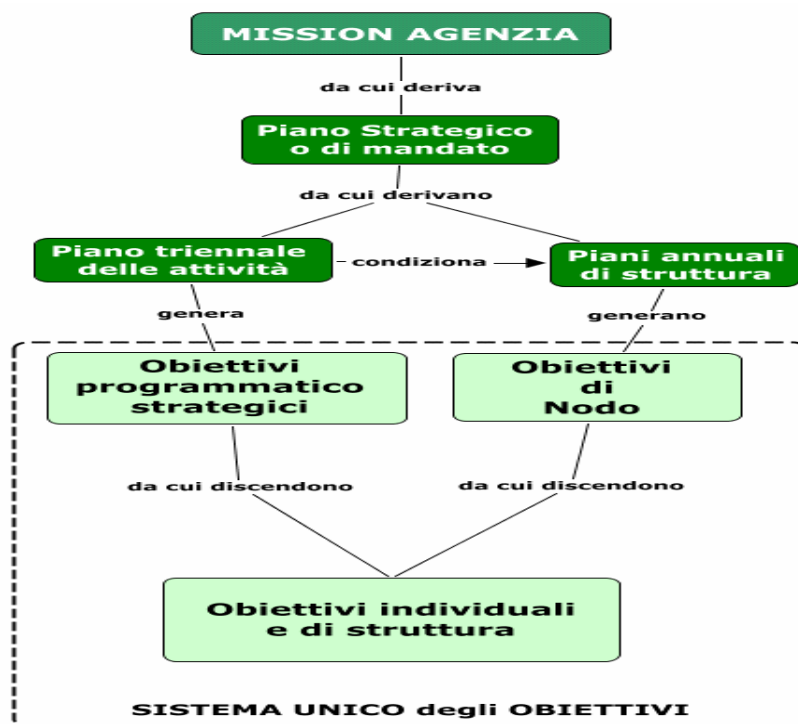 MISSION AGENZIA
da cui deriva
Piano Strategico
o di mandato
da cui derivano
Piano triennale
delle attività
condiziona
Piani annuali
di struttura
genera
generano
Obiettivi
programmatico
strategici
Obiettivi
di
Nodo
da cui discendono
da cui discendono
Obiettivi individuali
e di struttura
SISTEMA UNICO degli OBIETTIVI